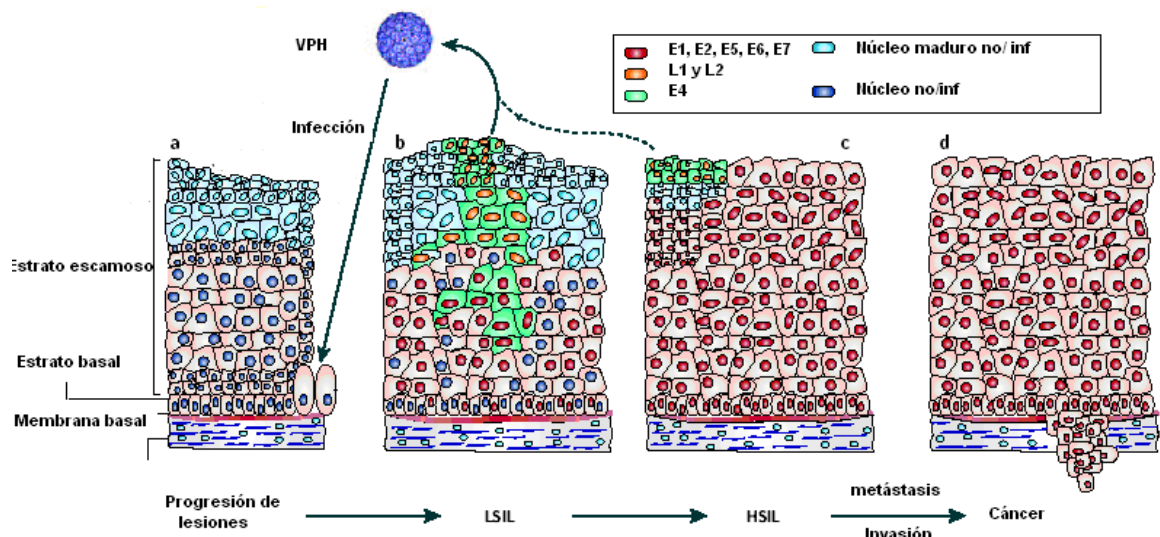 VPH
E1, E2, E5, E6, E7
L1 y L2
E4
Núcleo maduro no/ inf
Núcleo no/inf
Infección
a
b
c
d
Estrato escamoso
Estrato basal
Membrana basal
Progresión de
lesiones
LSIL
HSIL
metástasis
Invasión
Cáncer